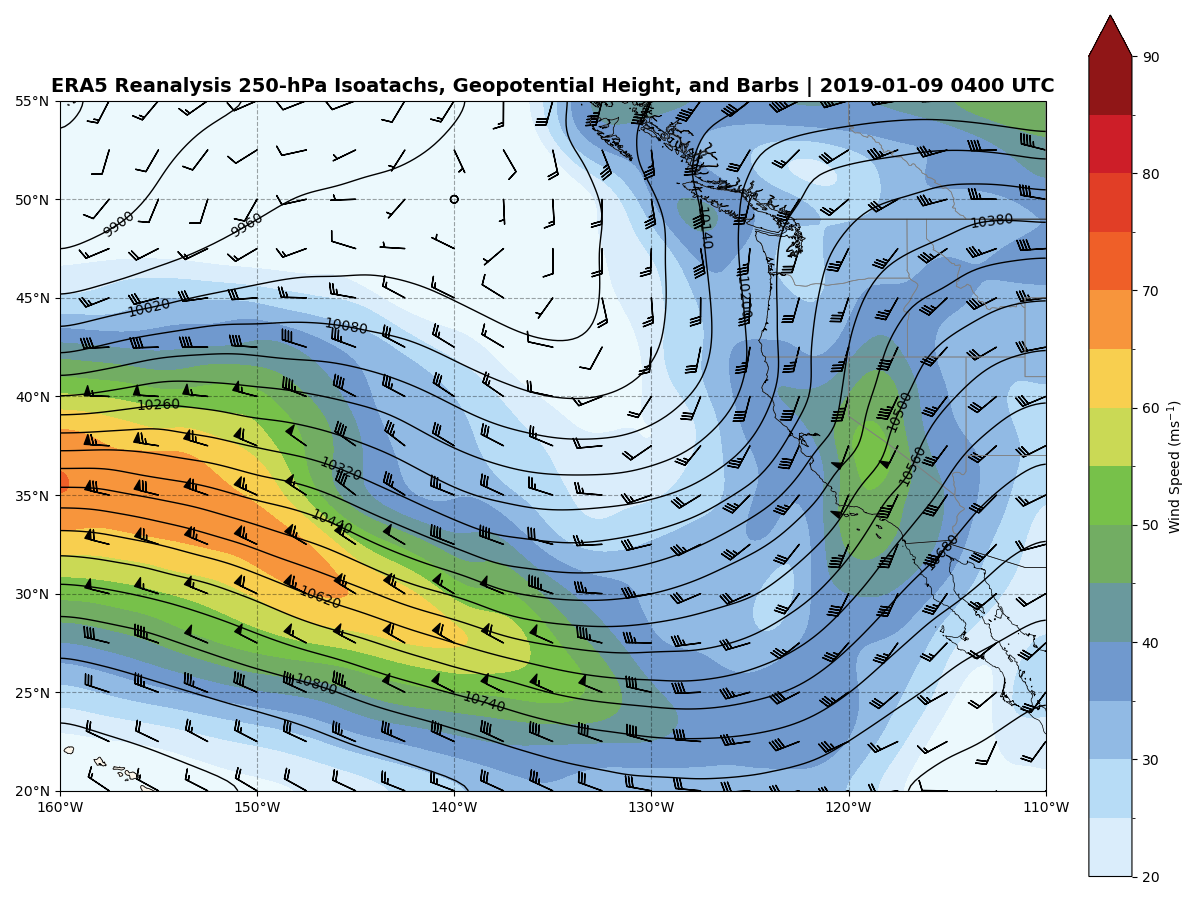 ERA5 Reanalysis 250-hPa Isoatachs, Geopotential Height, and Barbs | 2019-01-09 0400 UTC
55°N
50°N
45°N
40°N
35°N
30°N
25°N
20°N
160°W
150°W
140°W
130°W
120°W
110°W
9900
9960
10020
10080
10140
10200
10260
10320
10380
10440
10500
10560
10620
10680
10740
10800
90
80
70
60
50
40
30
20
Wind Speed (ms⁻¹)